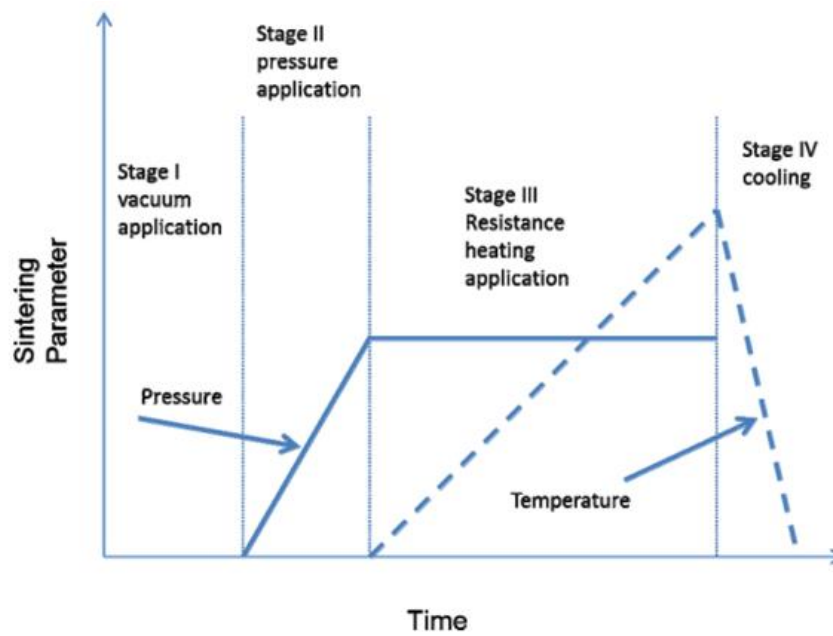 Stage II
pressure
application
Stage I
vacuum
application
Stage III
Resistance
heating
application
Stage IV
cooling
Sintering
Parameter
Pressure
Temperature
Time